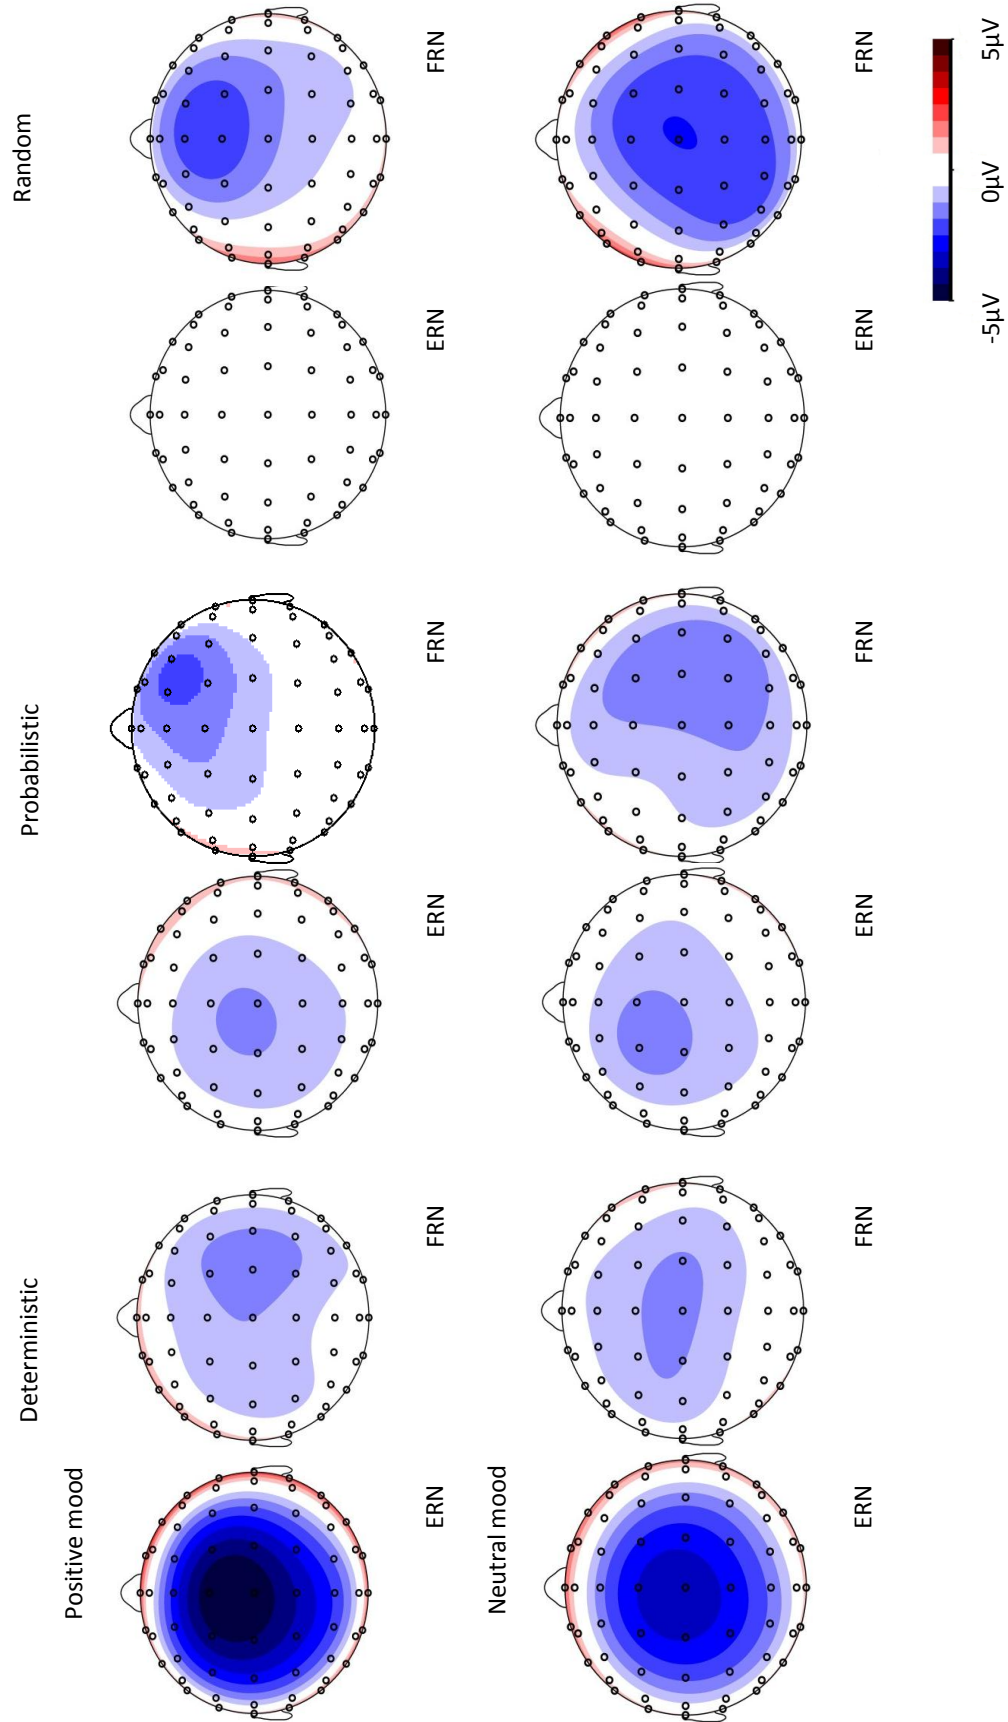 Deterministic
Probabilistic
Random
Positive mood
ERN
FRN
ERN
FRN
ERN
FRN
Neutral mood
ERN
FRN
ERN
FRN
ERN
FRN
-5µV
0µV
5µV